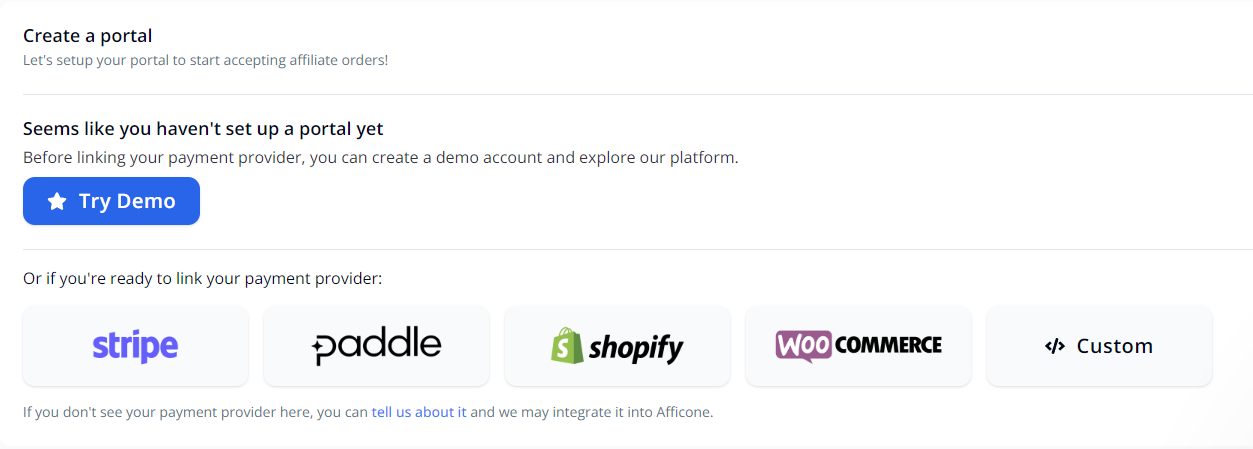 Create a portal
Let's setup your portal to start accepting affiliate orders!
Seems like you haven't set up a portal yet
Before linking your payment provider, you can create a demo account and explore our platform.
Try Demo
Or if you're ready to link your payment provider:
stripe paddle shopify WOO COMMERCE </> Custom
If you don't see your payment provider here, you can tell us about it and we may integrate it into Afficone.